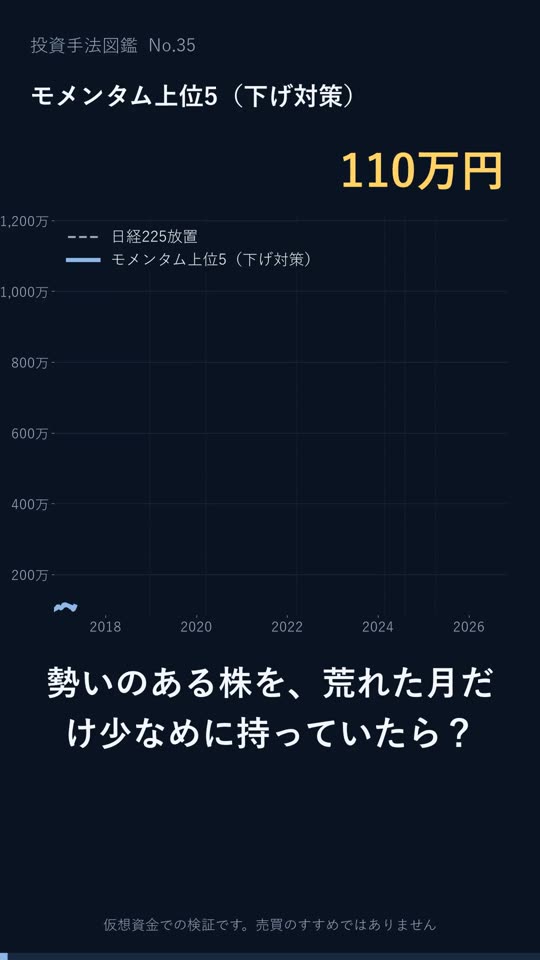 投資手法図鑑 No.35
モメンタム上位5（下げ対策）
110万円
1,200万
日経225放置
モメンタム上位5（下げ対策）
1,000万
800万
600万
400万
200万
2018 2020 2022 2024 2026
勢いのある株を、荒れた月だ
け少なめに持っていたら？
仮想資金での検証です。売買のすすめではありません